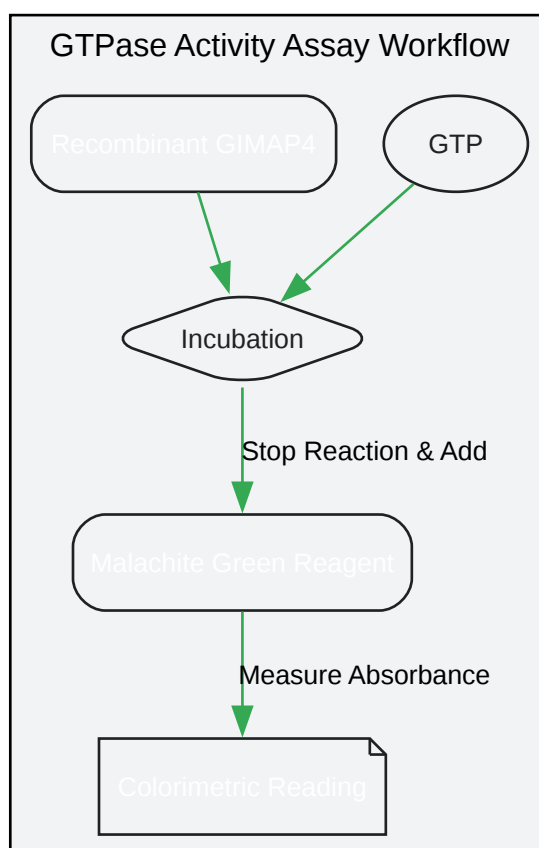 GTPase Activity Assay Workflow
Recombinant GIMAP4
GTP
Incubation
Stop Reaction & Add
Malachite Green Reagent
Measure Absorbance
Colorimetric Reading